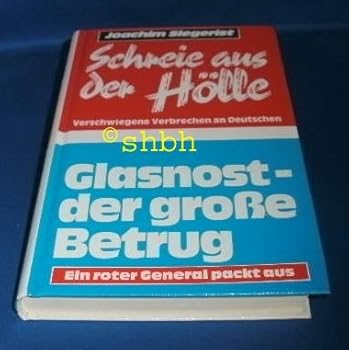 Joachim Siegerist
Schreie aus
der Hölle
Verschwiegene Verbrechen an Deutschen
©shbh
Glasnost-
der große
Betrug
Ein roter General packt aus